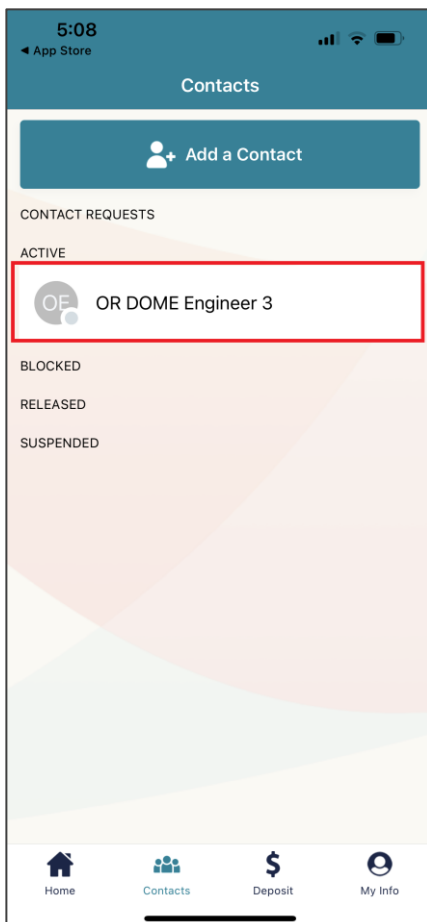 5:08
◀ App Store
Contacts
Add a Contact
CONTACT REQUESTS
ACTIVE
OE
OR DOME Engineer 3
BLOCKED
RELEASED
SUSPENDED
Home Contacts Deposit My Info